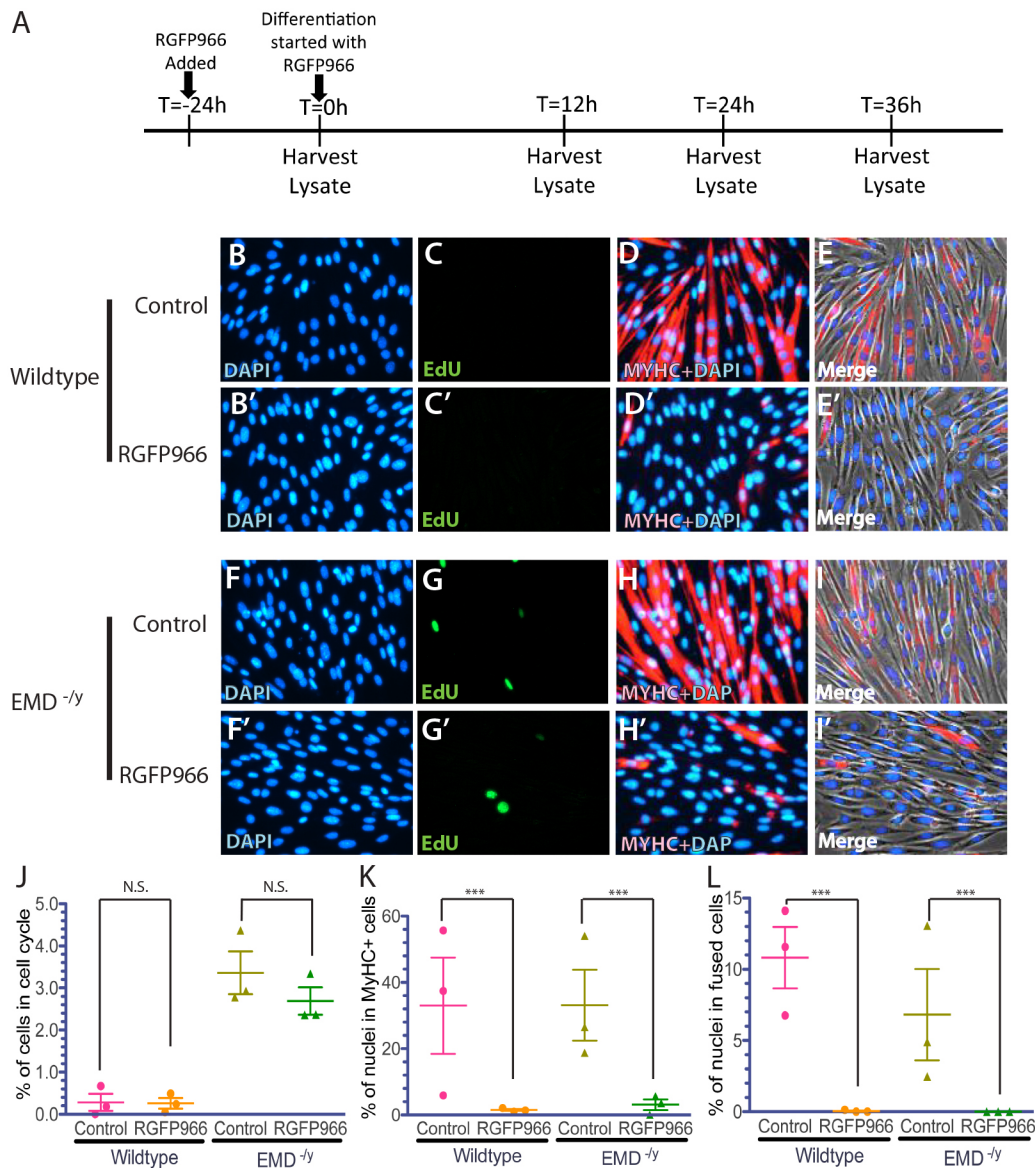 A
RGFP966
Added
Differentiation
started with
RGFP966
T=-24h
T=0h
T=12h
T=24h
T=36h
Harvest
Lysate
Harvest
Lysate
Harvest
Lysate
Harvest
Lysate
Wildtype
Control
B
DAPI
C
EdU
D
MYHC+DAPI
E
Merge
RGFP966
B'
DAPI
C'
EdU
D'
MYHC+DAPI
E'
Merge
EMD -/y
Control
F
DAPI
G
EdU
H
MYHC+DAP
I
Merge
RGFP966
F'
DAPI
G'
EdU
H'
MYHC+DAP
I'
Merge
J
% of cells in cell cycle
5.0
4.0
3.0
2.0
1.0
0.0
N.S.
N.S.
Control RGFP966 Control RGFP966
Wildtype EMD -/y
K
% of nuclei in MyHC+ cells
60
40
20
0
***
***
Control RGFP966 Control RGFP966
Wildtype EMD -/y
L
% of nuclei in fused cells
15
10
5
0
***
***
Control RGFP966 Control RGFP966
Wildtype EMD -/y